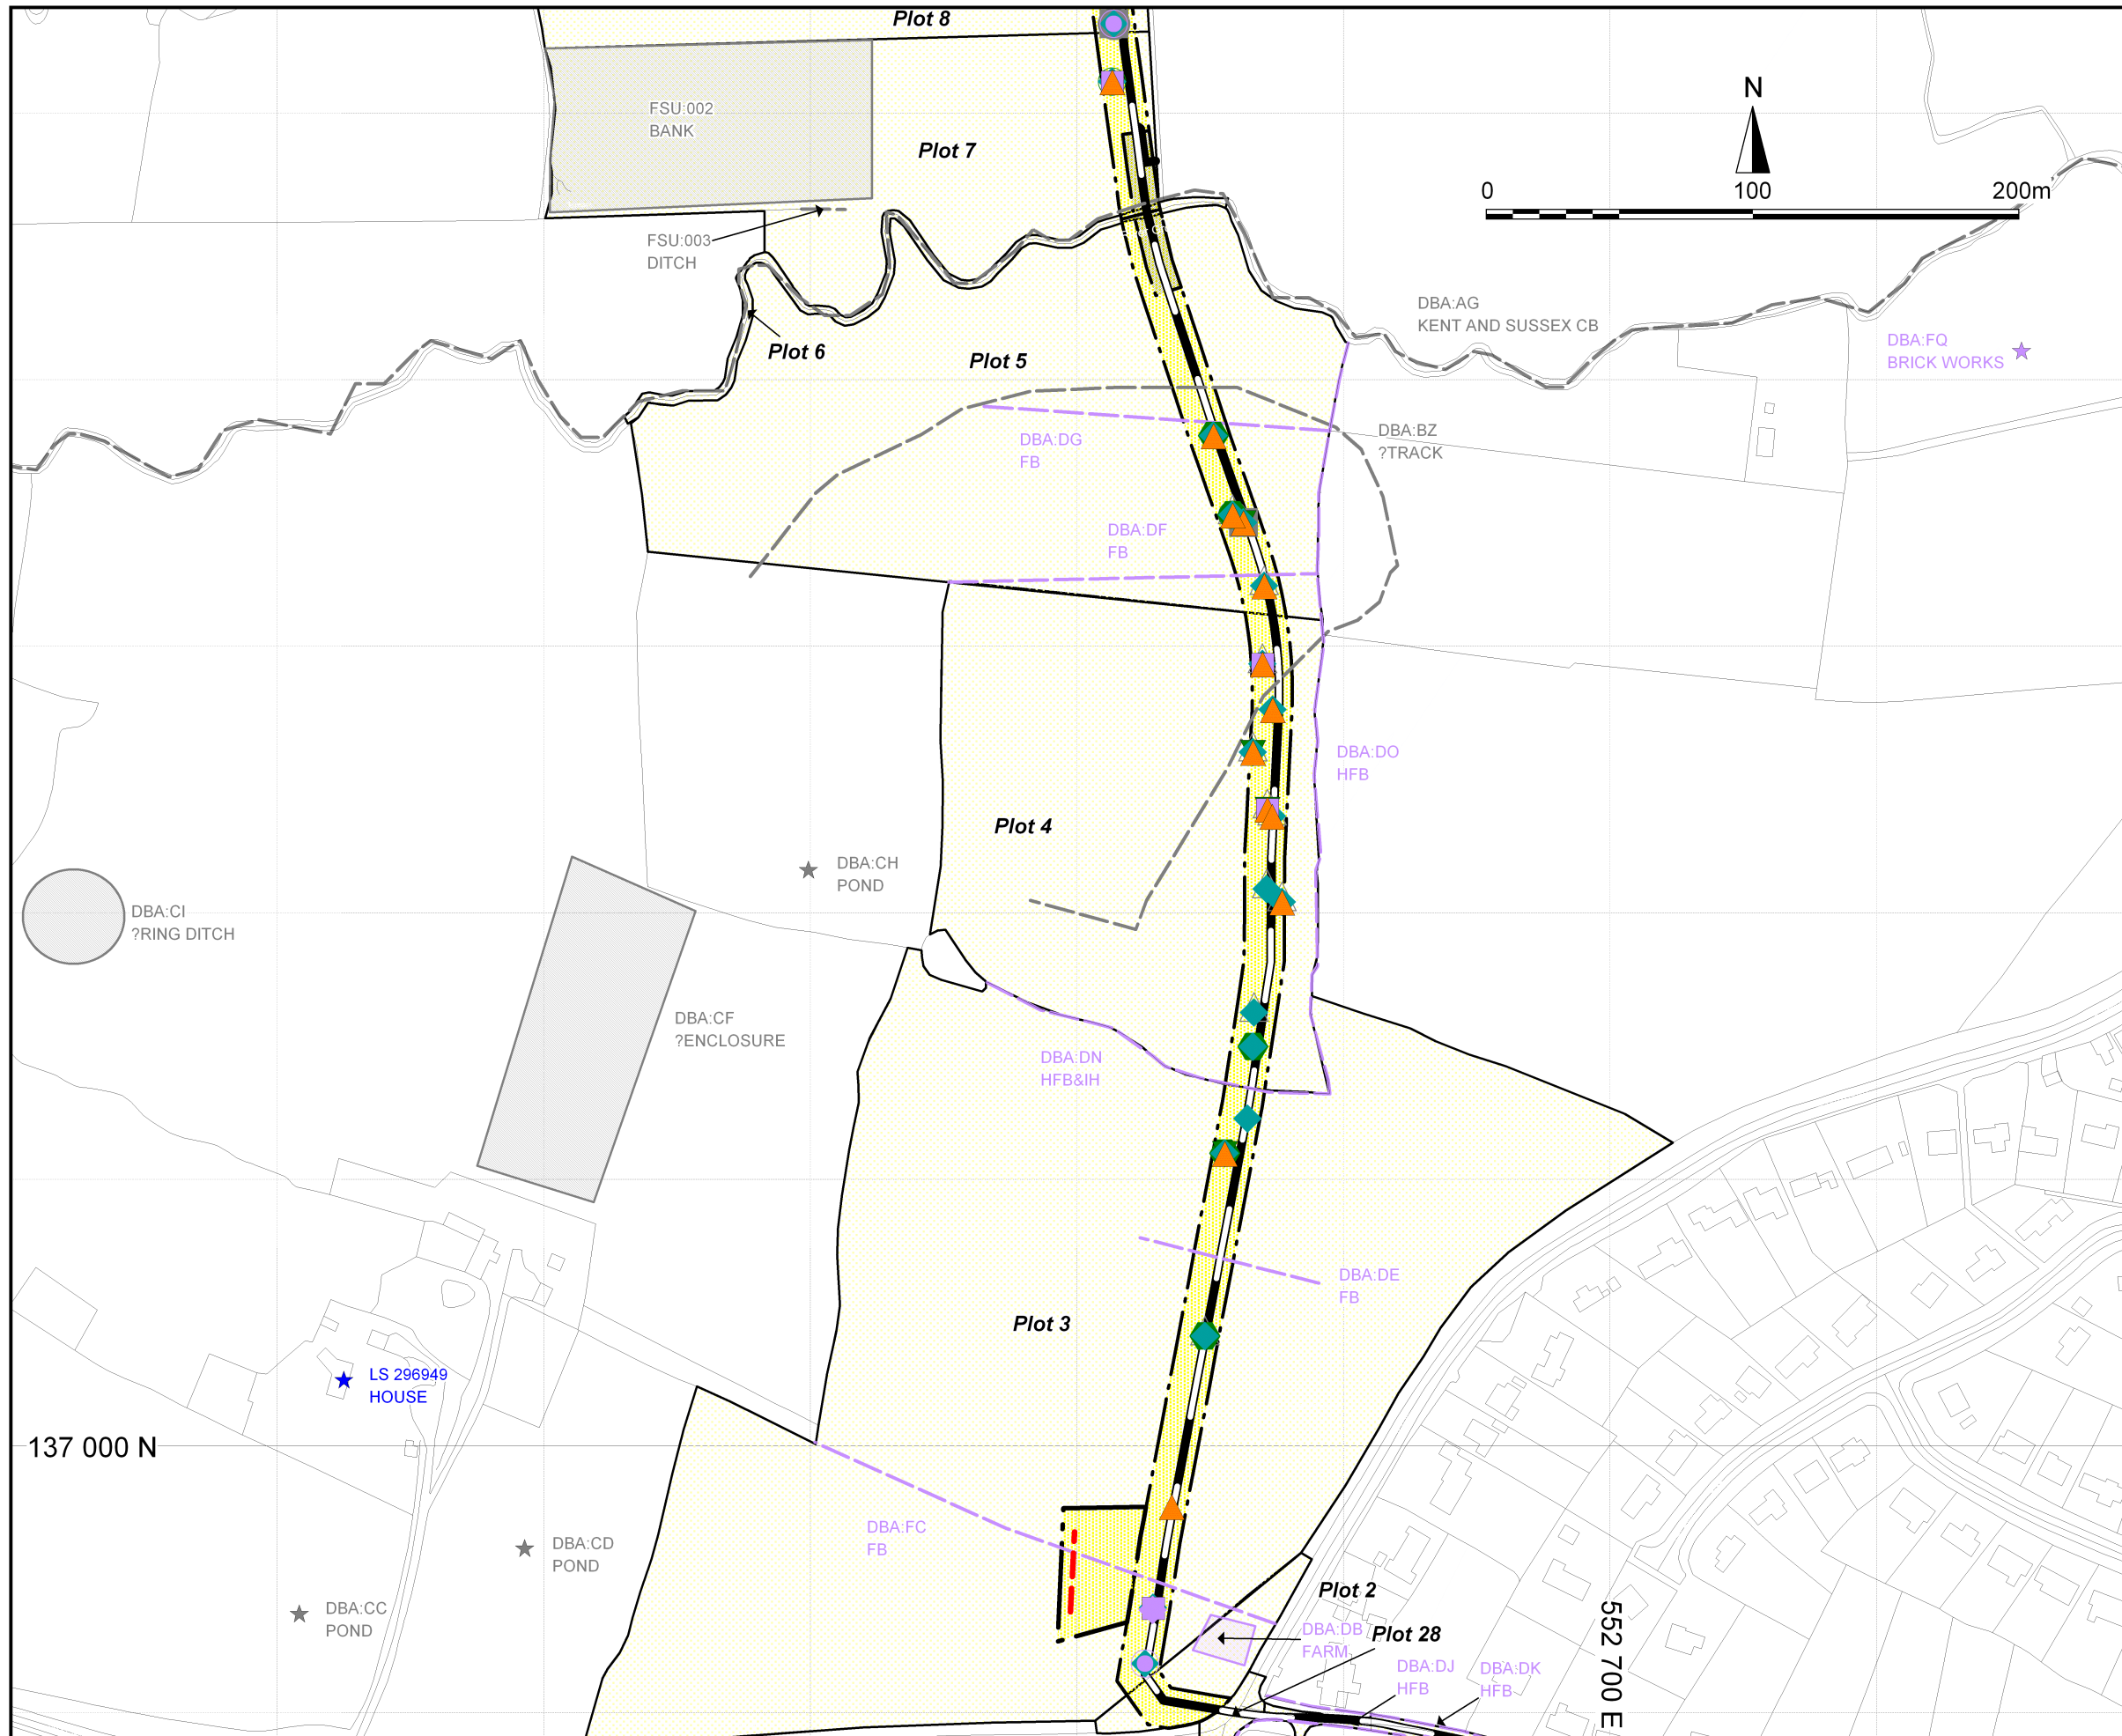 Plot 8
N
FSU:002
BANK
Plot 7
0
100
200m
FSU:003
DITCH
DBA:AG
KENT AND SUSSEX CB
DBA:FQ
BRICK WORKS
Plot 6
Plot 5
DBA:DG
FB
DBA:BZ
?TRACK
DBA:DF
FB
DBA:DO
HFB
Plot 4
DBA:CH
POND
DBA:CI
?RING DITCH
DBA:CF
?ENCLOSURE
DBA:DN
HFB&IH
DBA:DE
FB
Plot 3
LS 296949
HOUSE
137 000 N
DBA:FC
FB
DBA:CD
POND
Plot 2
DBA:CC
POND
DBA:DB
FARM
Plot 28
552 700 E
DBA:DJ
HFB
DBA:DK
HFB